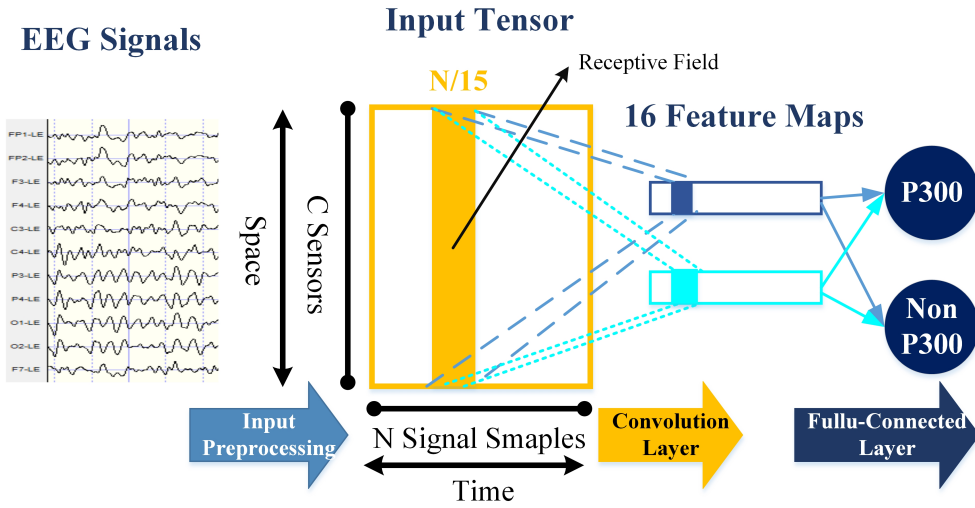 EEG Signals
Input Tensor
N/15
Receptive Field
16 Feature Maps
FP1-LE
FP2-LE
F3-LE
F4-LE
C3-LE
C4-LE
P3-LE
P4-LE
O1-LE
O2-LE
F7-LE
Space
C Sensors
P300
Non
P300
Input
Preprocessing
N Signal Smaples
Time
Convolution
Layer
Fullu-Connected
Layer